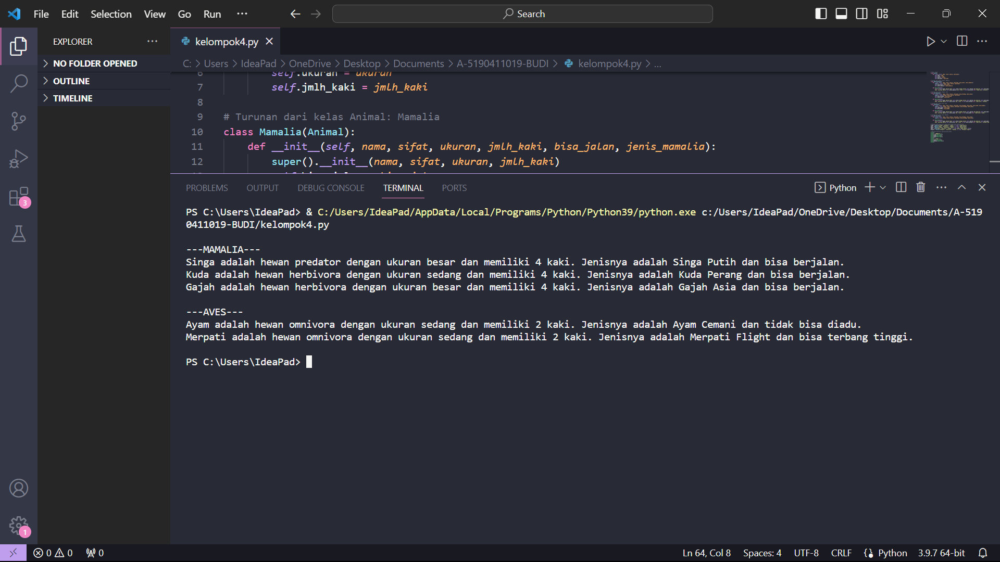 File Edit Selection View Go Run ··· Search
EXPLORER ···
NO FOLDER OPENED
OUTLINE
TIMELINE
kelompok4.py
C: > Users > IdeaPad > OneDrive > Desktop > Documents > A-5190411019-BUDI > kelompok4.py > ...
6 self.ukuran = ukuran
7 self.jmlh_kaki = jmlh_kaki
8
9 # Turunan dari kelas Animal: Mamalia
10 class Mamalia(Animal):
11 def __init__(self, nama, sifat, ukuran, jmlh_kaki, bisa_jalan, jenis_mamalia):
12 super().__init__(nama, sifat, ukuran, jmlh_kaki)
PROBLEMS OUTPUT DEBUG CONSOLE TERMINAL PORTS Python
PS C:\Users\IdeaPad> & C:/Users/IdeaPad/AppData/Local/Programs/Python/Python39/python.exe c:/Users/IdeaPad/OneDrive/Desktop/Documents/A-519
0411019-BUDI/kelompok4.py
---MAMALIA---
Singa adalah hewan predator dengan ukuran besar dan memiliki 4 kaki. Jenisnya adalah Singa Putih dan bisa berjalan.
Kuda adalah hewan herbivora dengan ukuran sedang dan memiliki 4 kaki. Jenisnya adalah Kuda Perang dan bisa berjalan.
Gajah adalah hewan herbivora dengan ukuran besar dan memiliki 4 kaki. Jenisnya adalah Gajah Asia dan bisa berjalan.
---AVES---
Ayam adalah hewan omnivora dengan ukuran sedang dan memiliki 2 kaki. Jenisnya adalah Ayam Cemani dan tidak bisa diadu.
Merpati adalah hewan omnivora dengan ukuran sedang dan memiliki 2 kaki. Jenisnya adalah Merpati Flight dan bisa terbang tinggi.
PS C:\Users\IdeaPad>
3
1
0 0 0 Ln 64, Col 8 Spaces: 4 UTF-8 CRLF Python 3.9.7 64-bit